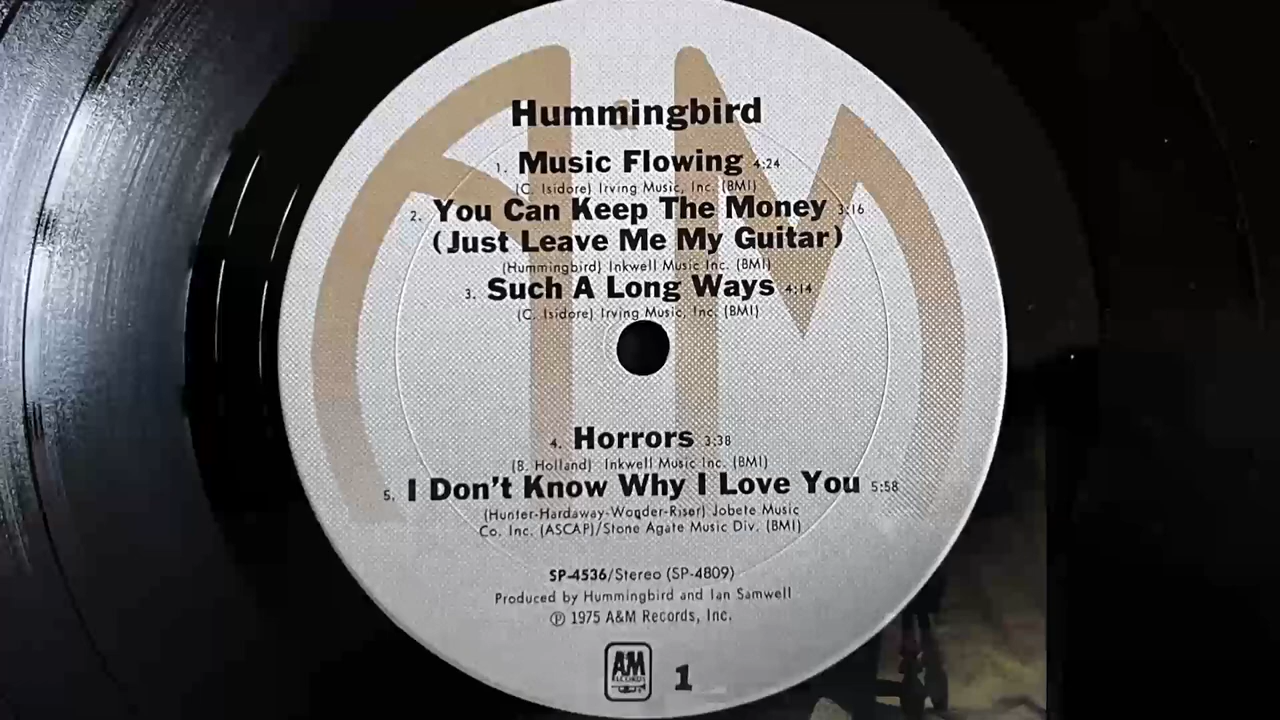 Hummingbird
1. Music Flowing 4:24
(C. Isidore) Irving Music, Inc. (BMI)
2. You Can Keep The Money 3:16
(Just Leave Me My Guitar)
(Hummingbird) Inkwell Music Inc. (BMI)
3. Such A Long Ways 4:14
(C. Isidore) Irving Music, Inc. (BMI)
4. Horrors 3:38
(B. Holland) Inkwell Music Inc. (BMI)
5. I Don't Know Why I Love You 5:58
(Hunter-Hardaway-Wonder-Riser) Jobete Music
Co. Inc. (ASCAP)/Stone Agate Music Div. (BMI)
SP-4536/Stereo (SP-4809)
Produced by Hummingbird and Ian Samwell
Ⓟ 1975 A&M Records, Inc.
AM
RECORDS
1